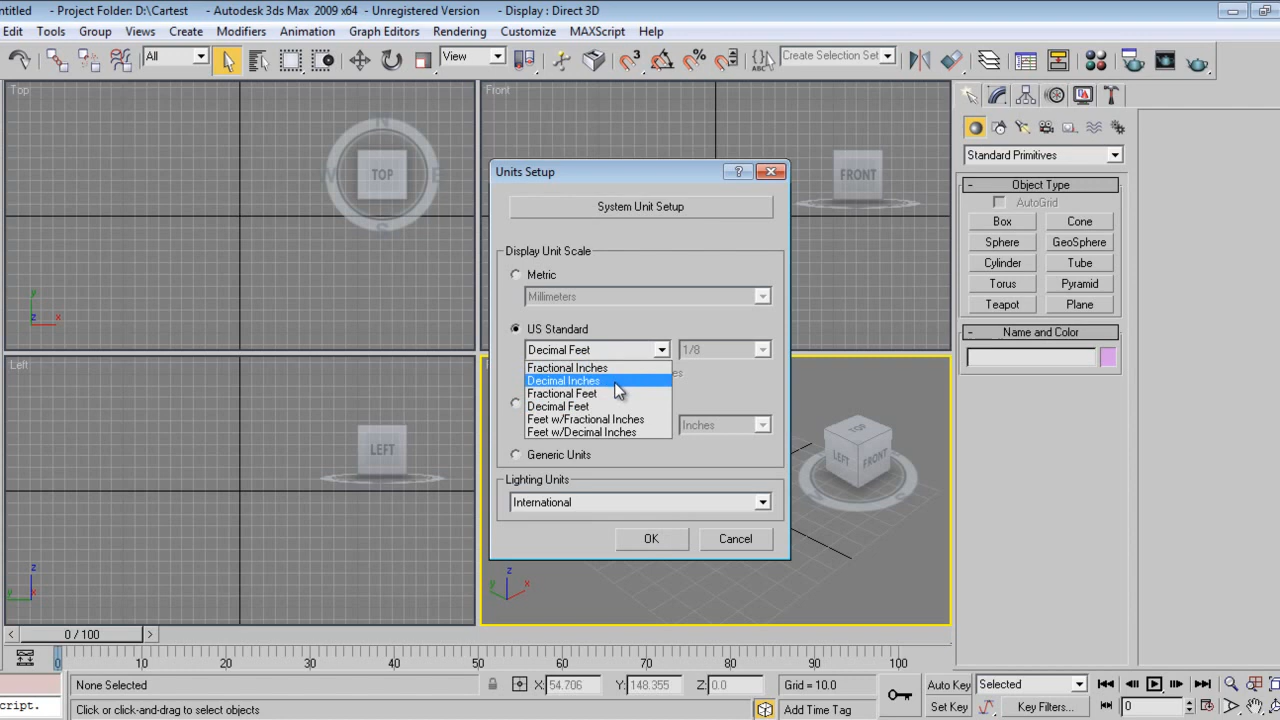 ntitled - Project Folder: D:\Cartest - Autodesk 3ds Max 2009 x64 - Unregistered Version - Display : Direct 3D
Edit Tools Group Views Create Modifiers Animation Graph Editors Rendering Customize MAXScript Help
All View Create Selection Set
Top
Front
N
TOP
E
S
FRONT
Standard Primitives
Object Type
AutoGrid
Box Cone
Sphere GeoSphere
Cylinder Tube
Torus Pyramid
Teapot Plane
Name and Color
Units Setup
System Unit Setup
Display Unit Scale
Metric
Millimeters
US Standard
Decimal Feet 1/8
Fractional Inches
Decimal Inches
Fractional Feet
Decimal Feet
Feet w/Fractional Inches
Feet w/Decimal Inches
es
Inches
Generic Units
Lighting Units
International
OK Cancel
Left
LEFT
TOP
LEFT FRONT
y
z
x
z
y
z
y x
0 / 100
0 10 20 30 40 50 60 70 80 90 100
None Selected X: 54.706 Y: 148.355 Z: 0.0 Grid = 10.0 Auto Key Selected
cript. Click or click-and-drag to select objects Add Time Tag Set Key Key Filters... 0